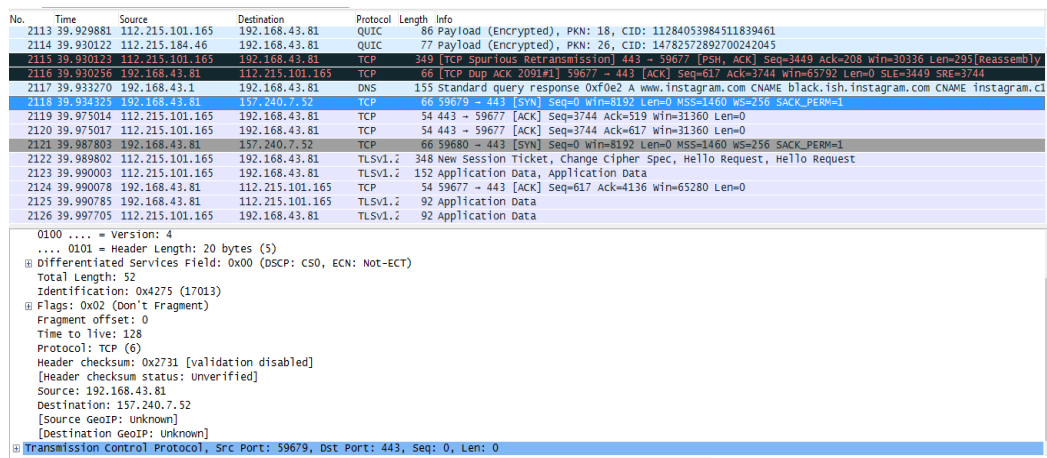 No. Time Source Destination Protocol Length Info
2113 39.929881 112.215.101.165 192.168.43.81 QUIC 86 Payload (Encrypted), PKN: 18, CID: 11284053984511839461
2114 39.930122 112.215.184.46 192.168.43.81 QUIC 77 Payload (Encrypted), PKN: 26, CID: 14782572892700242045
2115 39.930123 112.215.101.165 192.168.43.81 TCP 349 [TCP Spurious Retransmission] 443 → 59677 [PSH, ACK] Seq=3449 Ack=208 Win=30336 Len=295[Reassembly
2116 39.930256 192.168.43.81 112.215.101.165 TCP 66 [TCP Dup ACK 2091#1] 59677 → 443 [ACK] Seq=617 Ack=3744 Win=65792 Len=0 SLE=3449 SRE=3744
2117 39.933270 192.168.43.1 192.168.43.81 DNS 155 Standard query response 0xf0e2 A www.instagram.com CNAME black.ish.instagram.com CNAME instagram.c1
2118 39.934325 192.168.43.81 157.240.7.52 TCP 66 59679 → 443 [SYN] Seq=0 Win=8192 Len=0 MSS=1460 WS=256 SACK_PERM=1
2119 39.975014 112.215.101.165 192.168.43.81 TCP 54 443 → 59677 [ACK] Seq=3744 Ack=519 Win=31360 Len=0
2120 39.975017 112.215.101.165 192.168.43.81 TCP 54 443 → 59677 [ACK] Seq=3744 Ack=617 Win=31360 Len=0
2121 39.987803 192.168.43.81 157.240.7.52 TCP 66 59680 → 443 [SYN] Seq=0 Win=8192 Len=0 MSS=1460 WS=256 SACK_PERM=1
2122 39.989802 112.215.101.165 192.168.43.81 TLSv1.2 348 New Session Ticket, Change Cipher Spec, Hello Request, Hello Request
2123 39.990003 112.215.101.165 192.168.43.81 TLSv1.2 152 Application Data, Application Data
2124 39.990078 192.168.43.81 112.215.101.165 TCP 54 59677 → 443 [ACK] Seq=617 Ack=4136 Win=65280 Len=0
2125 39.990785 192.168.43.81 112.215.101.165 TLSv1.2 92 Application Data
2126 39.997705 112.215.101.165 192.168.43.81 TLSv1.2 92 Application Data
0100 .... = Version: 4
.... 0101 = Header Length: 20 bytes (5)
Differentiated Services Field: 0x00 (DSCP: CS0, ECN: Not-ECT)
Total Length: 52
Identification: 0x4275 (17013)
Flags: 0x02 (Don't Fragment)
Fragment offset: 0
Time to live: 128
Protocol: TCP (6)
Header checksum: 0x2731 [validation disabled]
[Header checksum status: Unverified]
Source: 192.168.43.81
Destination: 157.240.7.52
[Source GeoIP: Unknown]
[Destination GeoIP: Unknown]
Transmission Control Protocol, Src Port: 59679, Dst Port: 443, Seq: 0, Len: 0